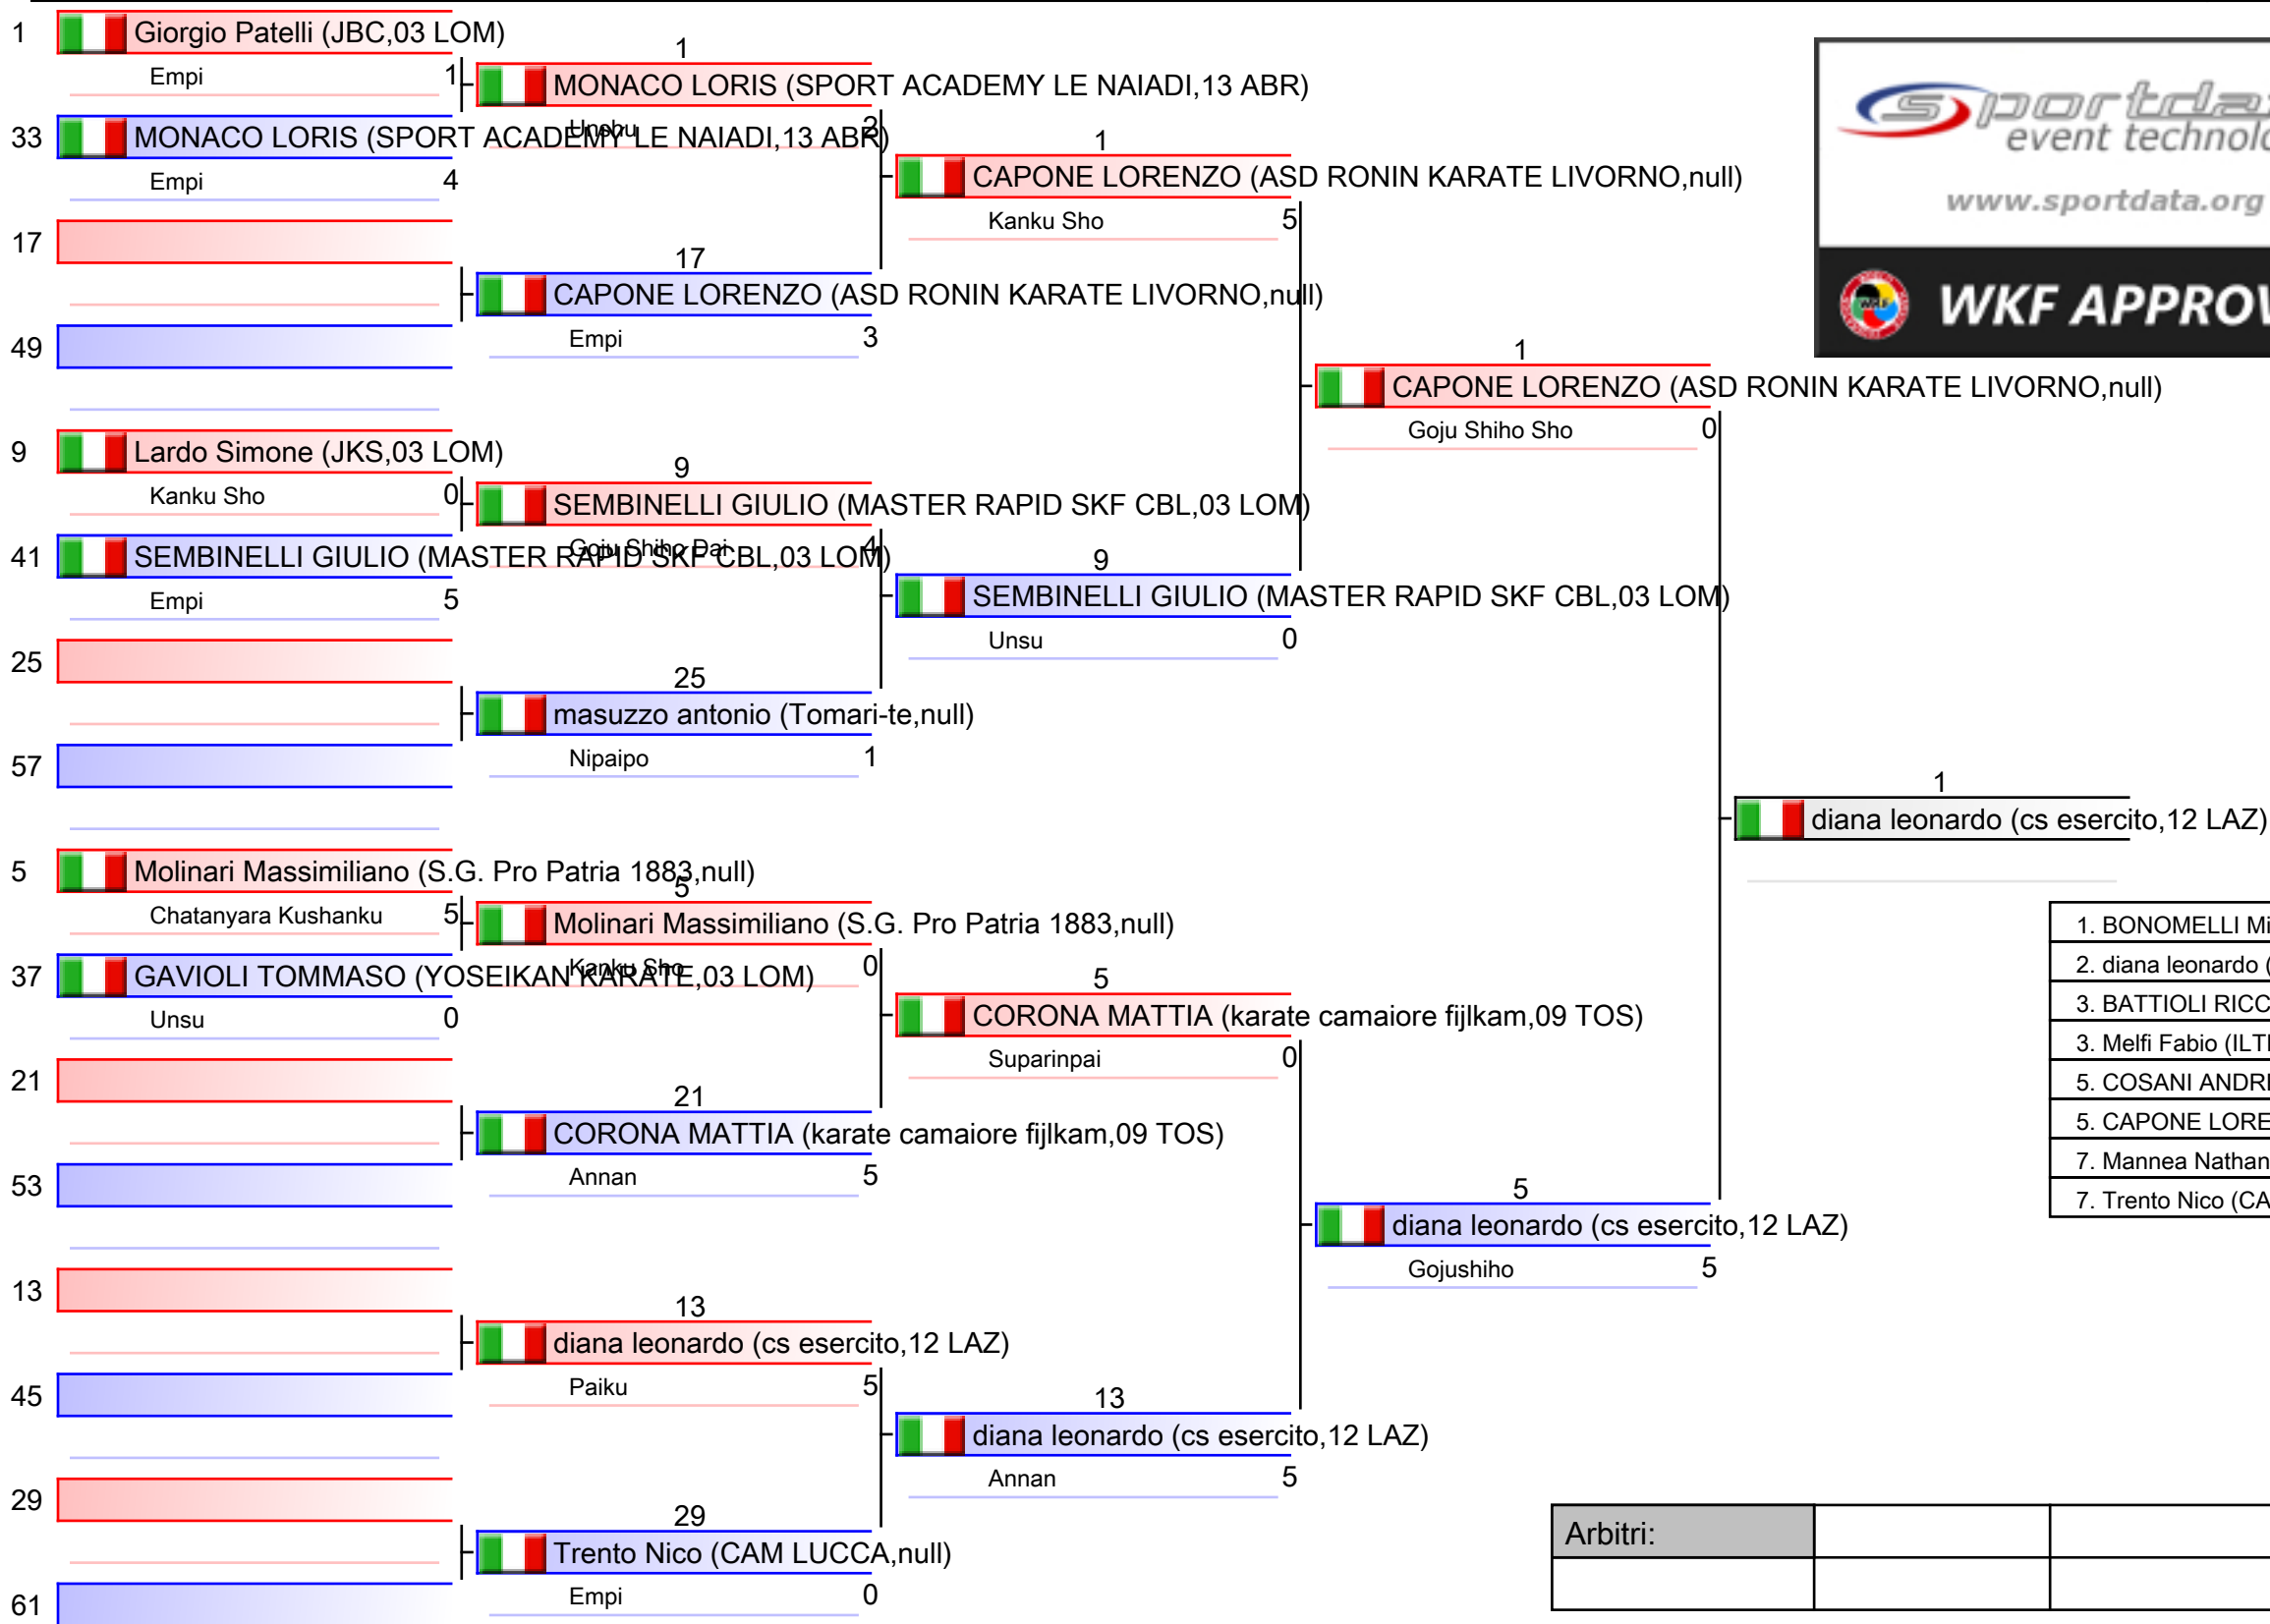 1 Giorgio Patelli (JBC,03 LOM)
Empi 1
33 MONACO LORIS (SPORT ACADEMY LE NAIADI,13 ABR)
Empi 4
17
49
9 Lardo Simone (JKS,03 LOM)
Kanku Sho 0
41 SEMBINELLI GIULIO (MASTER RAPID SKF CBL,03 LOM)
Empi 5
25
57
5 Molinari Massimiliano (S.G. Pro Patria 1883,null)
Chatanyara Kushanku 5
37 GAVIOLI TOMMASO (YOSEIKAN KARATE,03 LOM)
Unsu 0
21
53
13
45
29
61
1
MONACO LORIS (SPORT ACADEMY LE NAIADI,13 ABR)
Unshu 2
17
CAPONE LORENZO (ASD RONIN KARATE LIVORNO,null)
Empi 3
9
SEMBINELLI GIULIO (MASTER RAPID SKF CBL,03 LOM)
Goju Shiho Dai 4
25
masuzzo antonio (Tomari-te,null)
Nipaipo 1
5
Molinari Massimiliano (S.G. Pro Patria 1883,null)
Kanku Sho 0
21
CORONA MATTIA (karate camaiore fijlkam,09 TOS)
Annan 5
13
diana leonardo (cs esercito,12 LAZ)
Paiku 5
29
Trento Nico (CAM LUCCA,null)
Empi 0
1
CAPONE LORENZO (ASD RONIN KARATE LIVORNO,null)
Kanku Sho 5
9
SEMBINELLI GIULIO (MASTER RAPID SKF CBL,03 LOM)
Unsu 0
5
CORONA MATTIA (karate camaiore fijlkam,09 TOS)
Suparinpai 0
13
diana leonardo (cs esercito,12 LAZ)
Annan 5
1
CAPONE LORENZO (ASD RONIN KARATE LIVORNO,null)
Goju Shiho Sho 0
5
diana leonardo (cs esercito,12 LAZ)
Gojushiho 5
1
diana leonardo (cs esercito,12 LAZ)
sportda
event technol
www.sportdata.org
WKF APPROV
1. BONOMELLI Mi
2. diana leonardo (
3. BATTIOLI RICC
3. Melfi Fabio (ILT
5. COSANI ANDR
5. CAPONE LORE
7. Mannea Nathan
7. Trento Nico (CA
Arbitri: